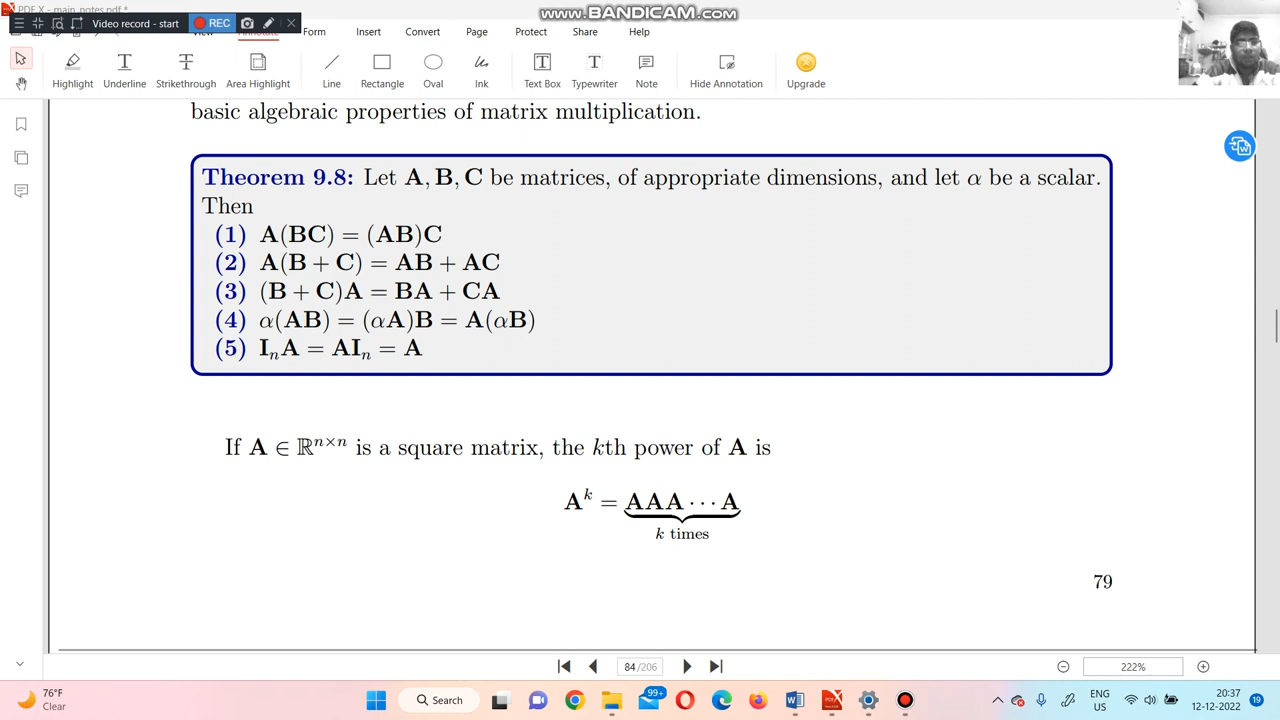 PDF X - main_notes.pdf *
www.BANDICAM.com
Video record - start
REC
View
Annotate
Form
Insert
Convert
Page
Protect
Share
Help
Highlight
Underline
Strikethrough
Area Highlight
Line
Rectangle
Oval
Ink
Text Box
Typewriter
Note
Hide Annotation
Upgrade
basic algebraic properties of matrix multiplication.
Theorem 9.8: Let A, B, C be matrices, of appropriate dimensions, and let α be a scalar.
Then
(1) A(BC) = (AB)C
(2) A(B + C) = AB + AC
(3) (B + C)A = BA + CA
(4) α(AB) = (αA)B = A(αB)
(5) IₙA = AIₙ = A
If A ∈ ℝⁿˣⁿ is a square matrix, the kth power of A is
Aᵏ = AAA ⋯ A
k times
79
84 /206
222%
76°F
Clear
Search
99+
ENG
US
20:37
12-12-2022
19